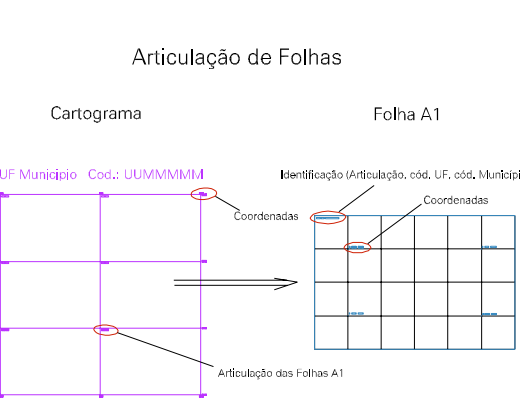 Articulação de Folhas
Cartograma
Folha A1
UF Municipio Cod.: UUMMMMM
Identificação (Articulação, cód. UF, cód. Municípi
Coordenadas
Coordenadas
Articulação das Folhas A1